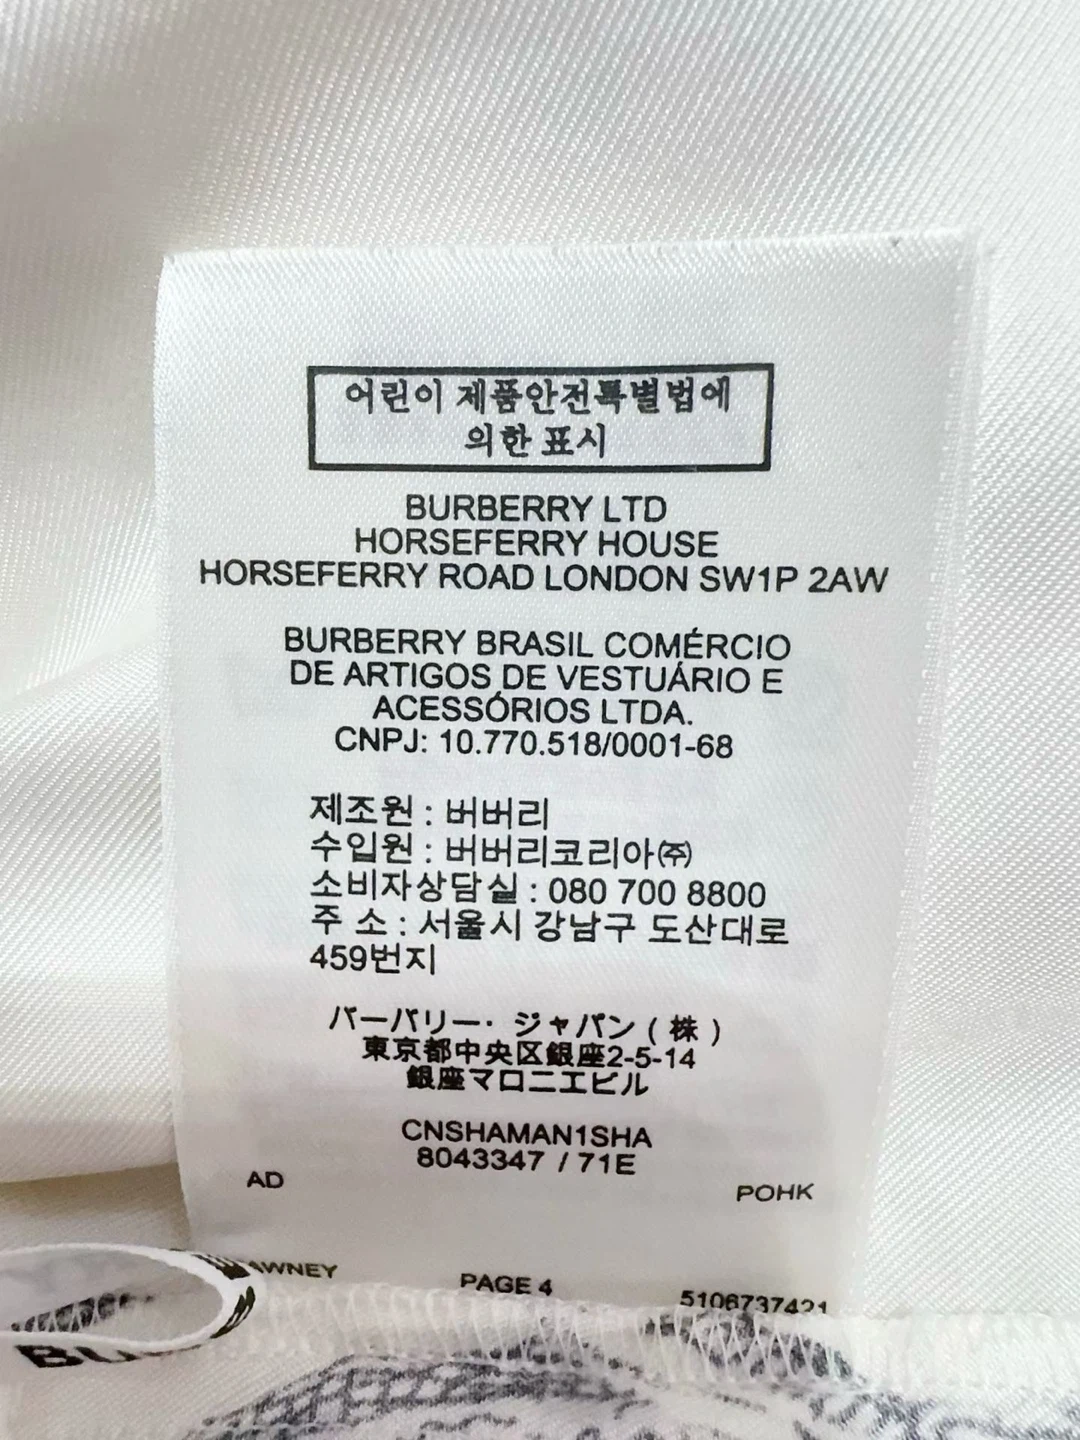 어린이 제품안전특별법에
의한 표시
BURBERRY LTD
HORSEFERRY HOUSE
HORSEFERRY ROAD LONDON SW1P 2AW
BURBERRY BRASIL COMÉRCIO
DE ARTIGOS DE VESTUÁRIO E
ACESSÓRIOS LTDA.
CNPJ: 10.770.518/0001-68
제조원 : 버버리
수입원 : 버버리코리아㈜
소비자상담실 : 080 700 8800
주 소 : 서울시 강남구 도산대로
459번지
バーバリー・ジャパン ( 株 )
東京都中央区銀座2-5-14
銀座マロニエビル
CNSHAMAN1SHA
8043347 / 71E
AD
POHK
PAGE 4
5106737421